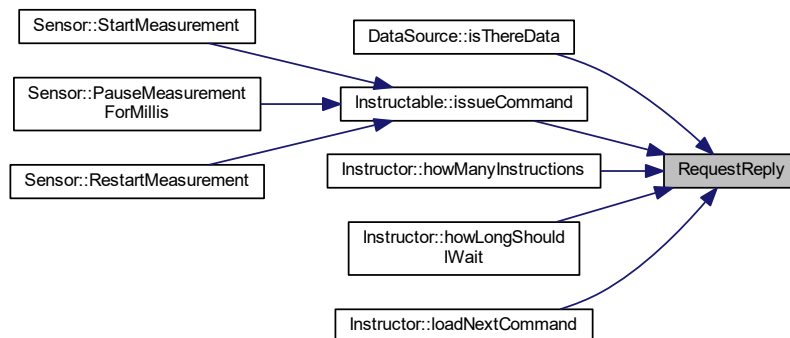 Sensor::StartMeasurement
DataSource::isThereData
Sensor::PauseMeasurement
ForMillis
Instructable::issueCommand
Sensor::RestartMeasurement
Instructor::howManyInstructions
RequestReply
Instructor::howLongShould
IWait
Instructor::loadNextCommand